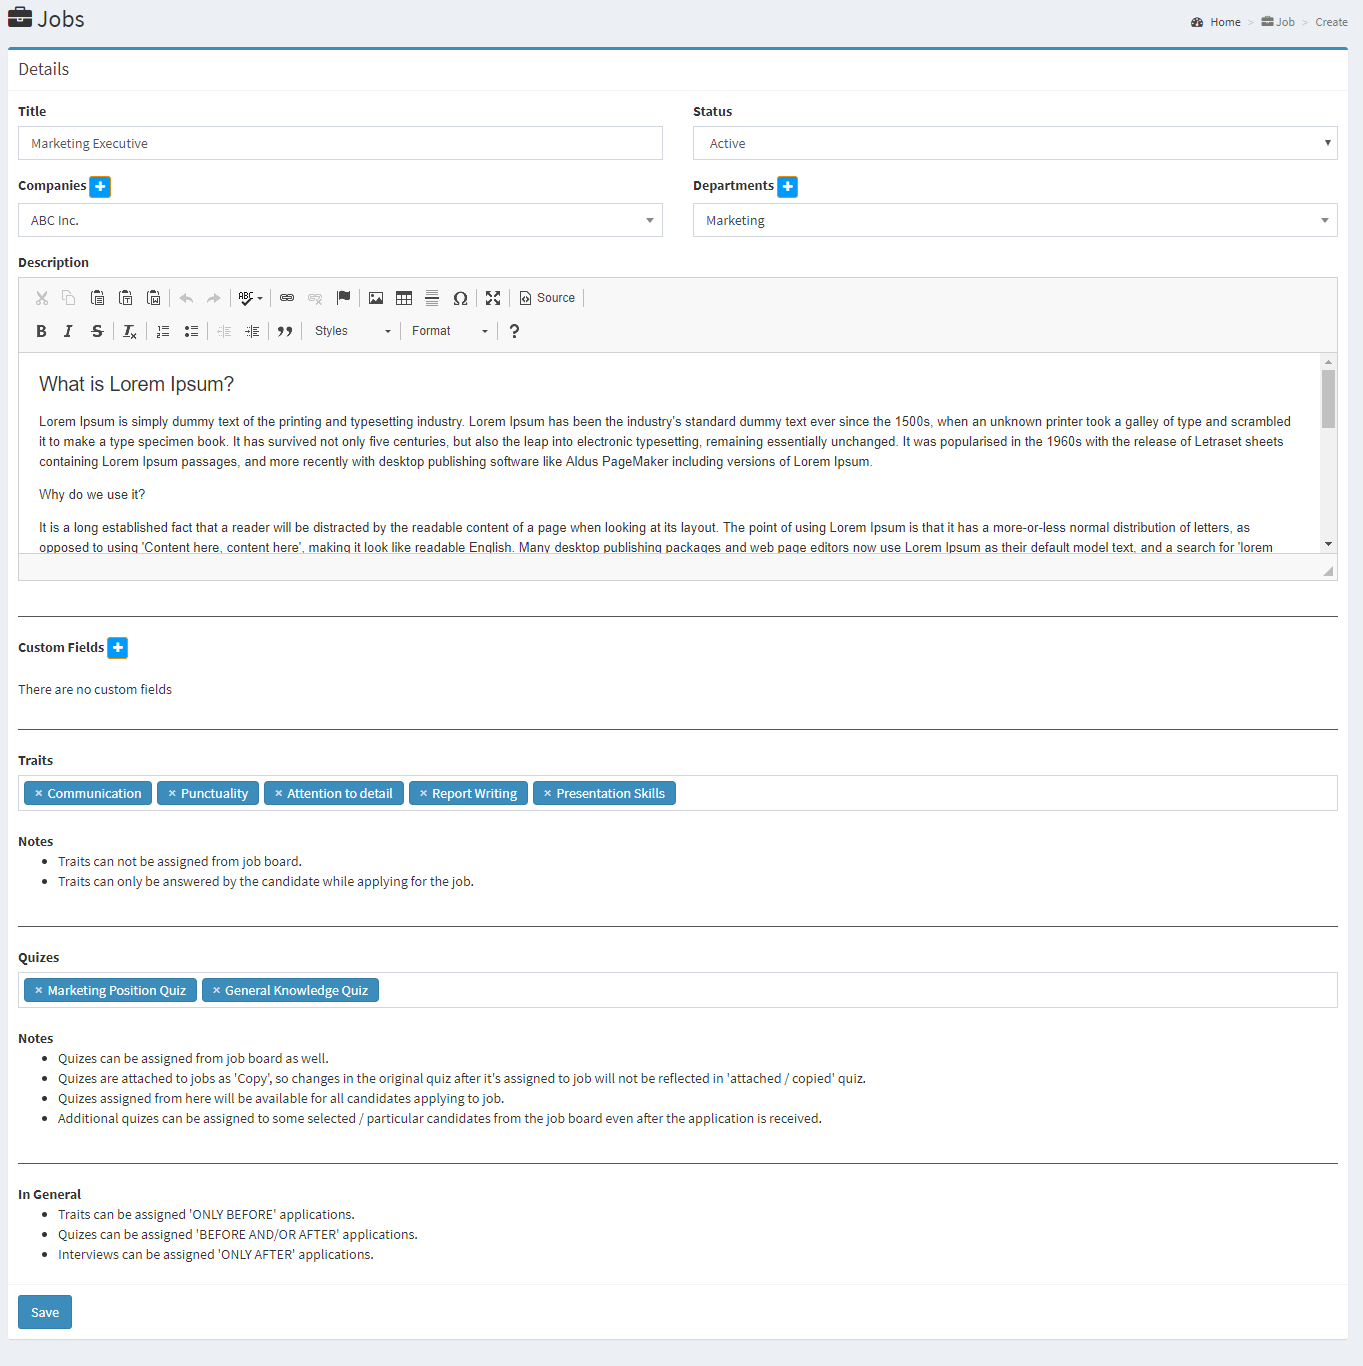 Jobs
Home > Job > Create
Details
Title
Status
Marketing Executive
Active
Companies
Departments
ABC Inc.
Marketing
Description
ABC
Source
B I S Tx
Styles
Format
?
What is Lorem Ipsum?
Lorem Ipsum is simply dummy text of the printing and typesetting industry. Lorem Ipsum has been the industry's standard dummy text ever since the 1500s, when an unknown printer took a galley of type and scrambled
it to make a type specimen book. It has survived not only five centuries, but also the leap into electronic typesetting, remaining essentially unchanged. It was popularised in the 1960s with the release of Letraset sheets
containing Lorem Ipsum passages, and more recently with desktop publishing software like Aldus PageMaker including versions of Lorem Ipsum.
Why do we use it?
It is a long established fact that a reader will be distracted by the readable content of a page when looking at its layout. The point of using Lorem Ipsum is that it has a more-or-less normal distribution of letters, as
opposed to using 'Content here, content here', making it look like readable English. Many desktop publishing packages and web page editors now use Lorem Ipsum as their default model text, and a search for 'lorem
Custom Fields
There are no custom fields
Traits
× Communication × Punctuality × Attention to detail × Report Writing × Presentation Skills
Notes
• Traits can not be assigned from job board.
• Traits can only be answered by the candidate while applying for the job.
Quizes
× Marketing Position Quiz × General Knowledge Quiz
Notes
• Quizes can be assigned from job board as well.
• Quizes are attached to jobs as 'Copy', so changes in the original quiz after it's assigned to job will not be reflected in 'attached / copied' quiz.
• Quizes assigned from here will be available for all candidates applying to job.
• Additional quizes can be assigned to some selected / particular candidates from the job board even after the application is received.
In General
• Traits can be assigned 'ONLY BEFORE' applications.
• Quizes can be assigned 'BEFORE AND/OR AFTER' applications.
• Interviews can be assigned 'ONLY AFTER' applications.
Save